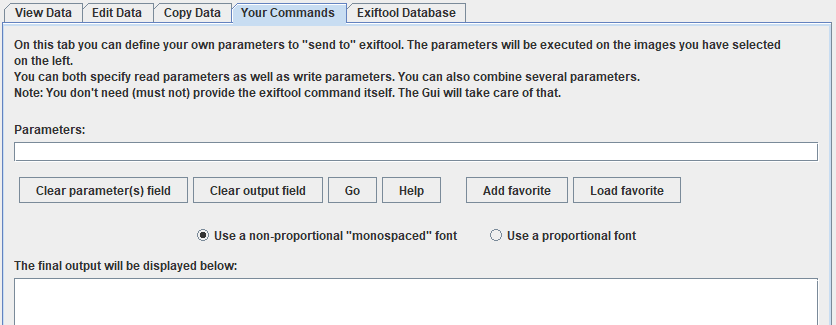 View Data Edit Data Copy Data Your Commands Exiftool Database
On this tab you can define your own parameters to "send to" exiftool. The parameters will be executed on the images you have selected
on the left.
You can both specify read parameters as well as write parameters. You can also combine several parameters.
Note: You don't need (must not) provide the exiftool command itself. The Gui will take care of that.
Parameters:
Clear parameter(s) field Clear output field Go Help Add favorite Load favorite
Use a non-proportional "monospaced" font Use a proportional font
The final output will be displayed below: